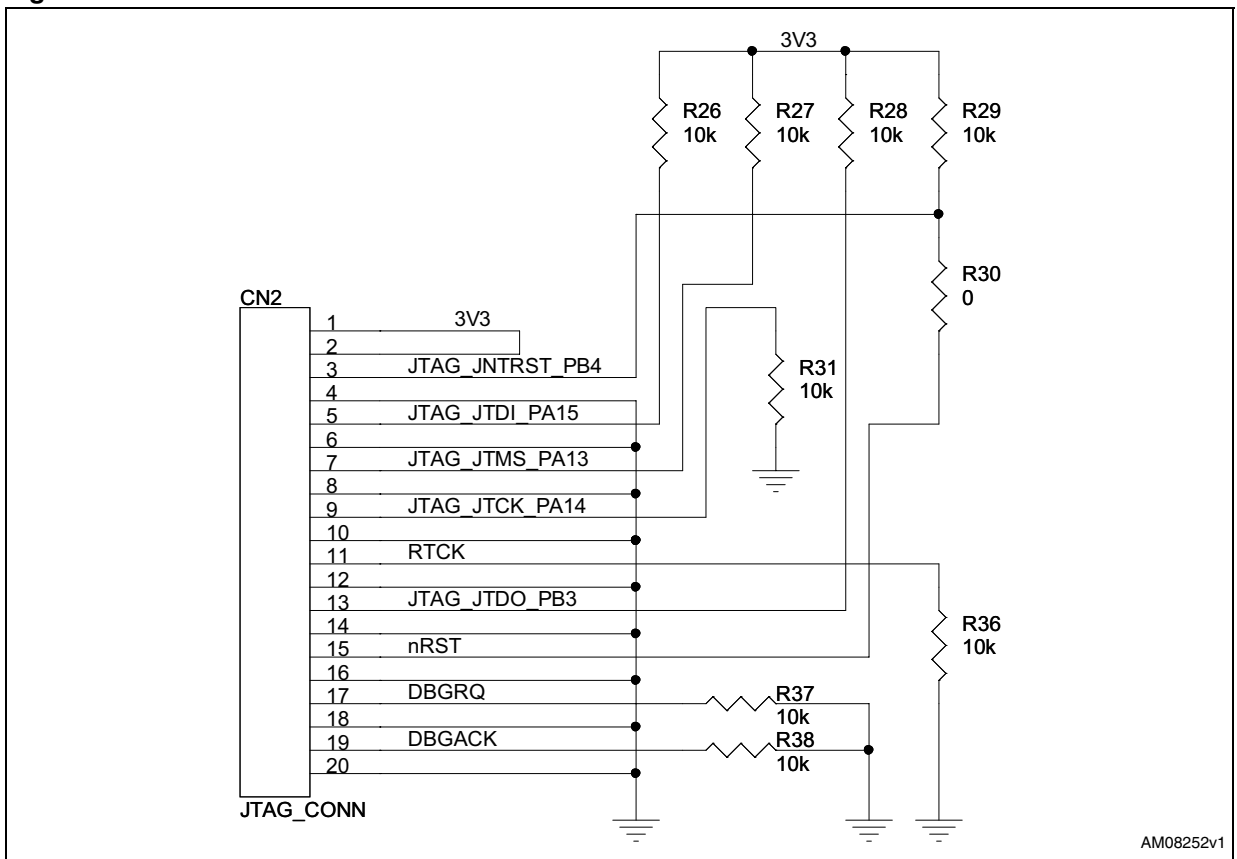 3V3
R26
10k
R27
10k
R28
10k
R29
10k
R30
0
CN2
1
3V3
2
3
JTAG_JNTRST_PB4
4
5
JTAG_JTDI_PA15
6
7
JTAG_JTMS_PA13
8
9
JTAG_JTCK_PA14
10
11
RTCK
12
13
JTAG_JTDO_PB3
14
15
nRST
16
17
DBGRQ
18
19
DBGACK
20
JTAG_CONN
R31
10k
R36
10k
R37
10k
R38
10k
AM08252v1